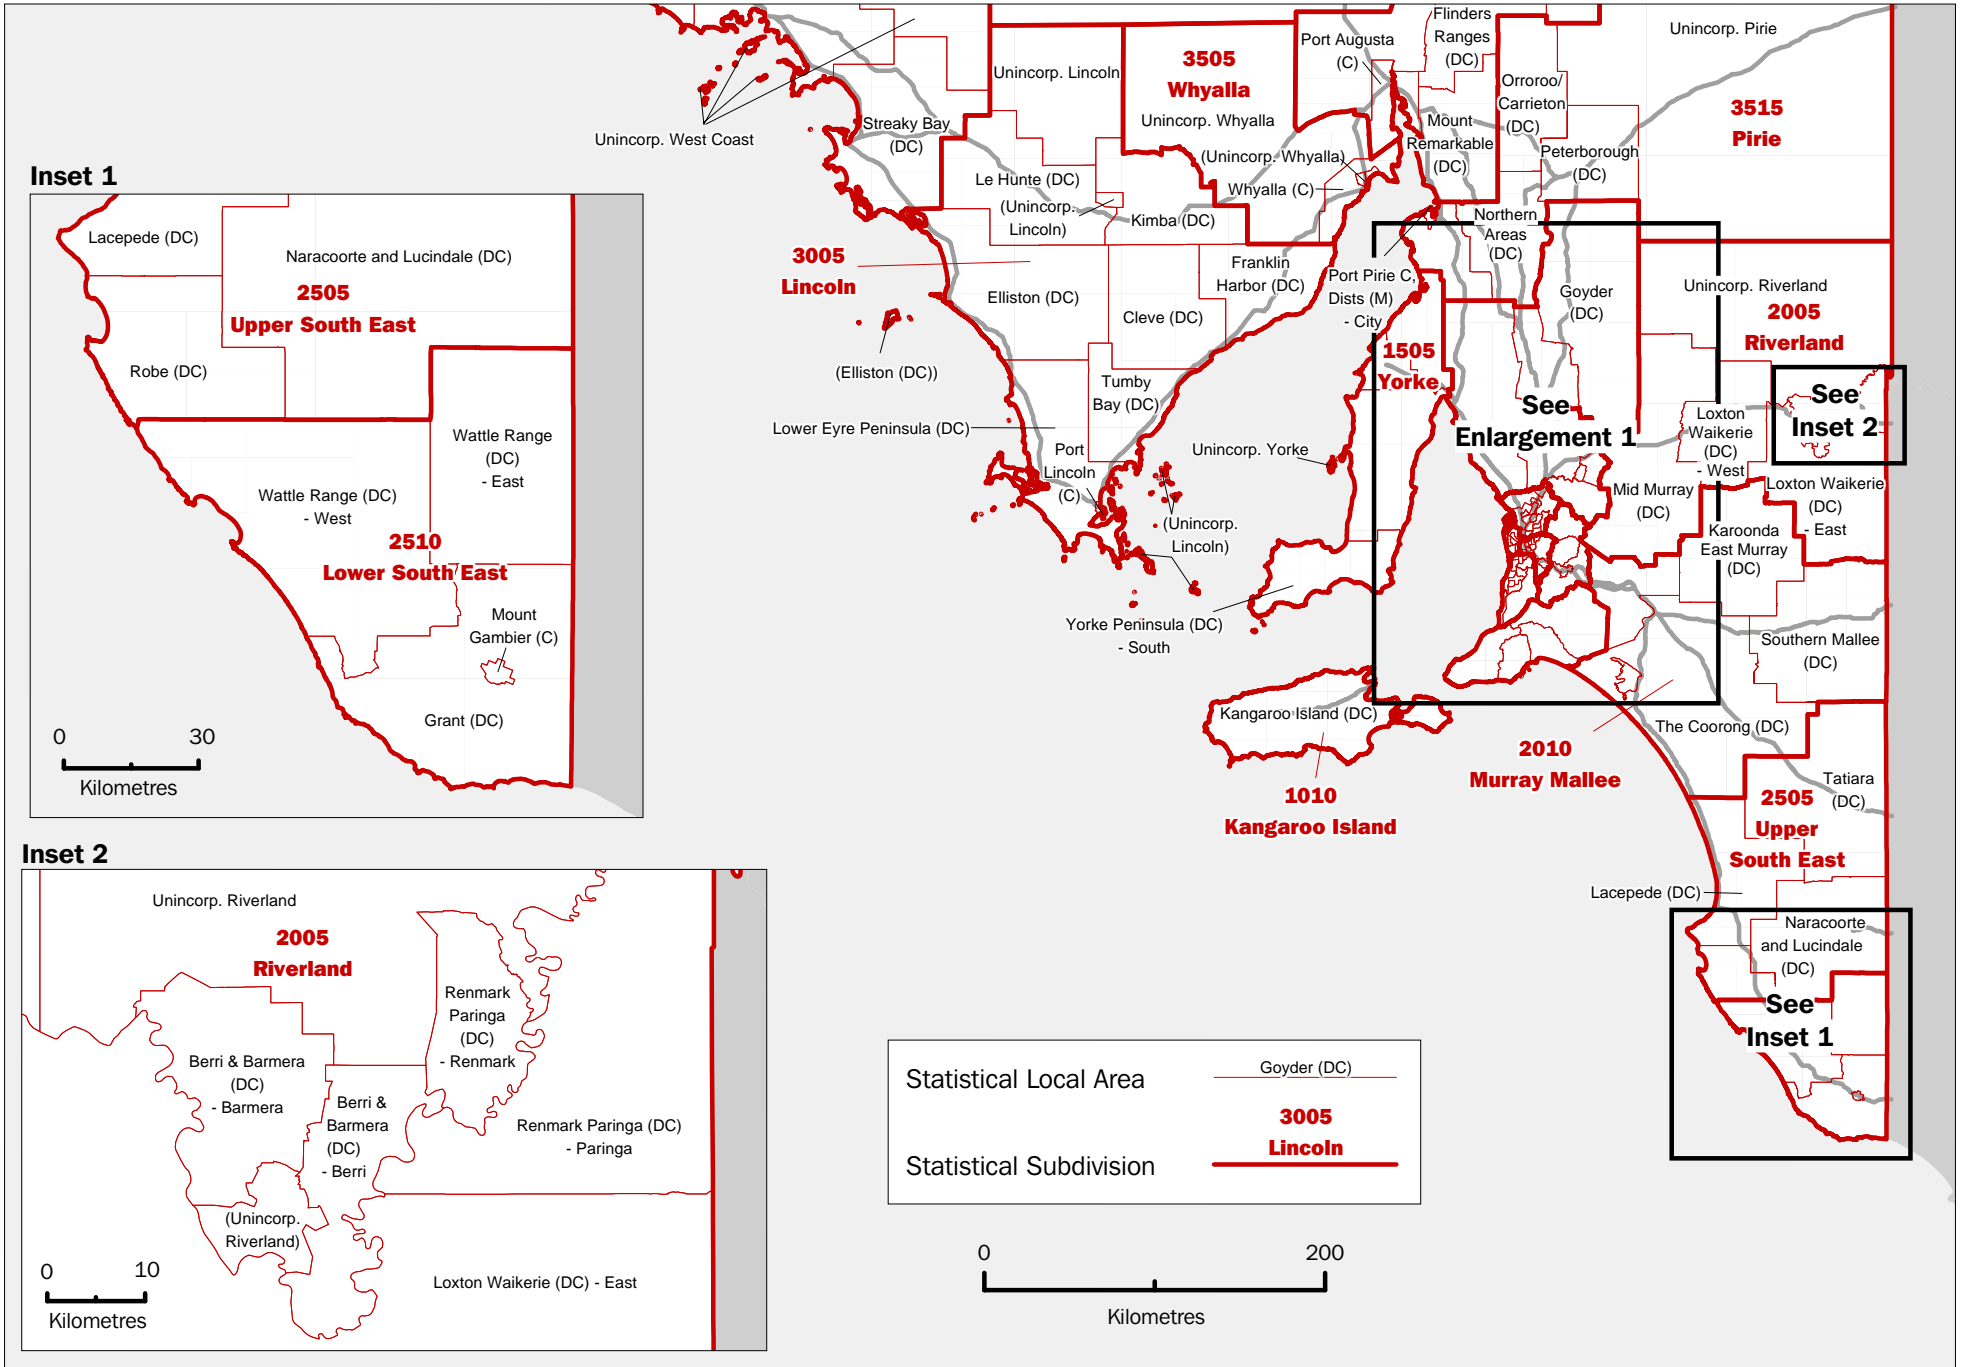 Unincorp. West Coast
Streaky Bay
(DC)
Unincorp. Lincoln
3505
Whyalla
Unincorp. Whyalla
(Unincorp. Whyalla)
Whyalla (C)
Port Augusta
(C)
Flinders
Ranges
(DC)
Orroroo/
Carrieton
(DC)
Mount
Remarkable
(DC)
Peterborough
(DC)
Unincorp. Pirie
3515
Pirie
Le Hunte (DC)
(Unincorp.
Lincoln)
Kimba (DC)
3005
Lincoln
Elliston (DC)
(Elliston (DC))
Cleve (DC)
Franklin
Harbor (DC)
Port Pirie C,
Dists (M)
- City
Northern
Areas
(DC)
Goyder
(DC)
Unincorp. Riverland
2005
Riverland
1505
Yorke
Tumby
Bay (DC)
Lower Eyre Peninsula (DC)
Port
Lincoln
(C)
(Unincorp.
Lincoln)
Unincorp. Yorke
Yorke Peninsula (DC)
- South
See
Enlargement 1
Loxton
Waikerie
(DC)
- West
See
Inset 2
Mid Murray
(DC)
Loxton Waikerie
(DC)
- East
Karoonda
East Murray
(DC)
Southern Mallee
(DC)
Kangaroo Island (DC)
1010
Kangaroo Island
2010
Murray Mallee
The Coorong (DC)
Tatiara
(DC)
2505
Upper
South East
Lacepede (DC)
Naracoorte
and Lucindale
(DC)
See
Inset 1
Inset 1
Lacepede (DC)
Naracoorte and Lucindale (DC)
2505
Upper South East
Robe (DC)
Wattle Range
(DC)
- East
Wattle Range (DC)
- West
2510
Lower South East
Mount
Gambier (C)
Grant (DC)
0 30
Kilometres
Inset 2
Unincorp. Riverland
2005
Riverland
Renmark
Paringa
(DC)
- Renmark
Berri & Barmera
(DC)
- Barmera
Berri &
Barmera
(DC)
- Berri
Renmark Paringa (DC)
- Paringa
(Unincorp.
Riverland)
Loxton Waikerie (DC) - East
0 10
Kilometres
Statistical Local Area
Goyder (DC)
3005
Lincoln
Statistical Subdivision
0 200
Kilometres